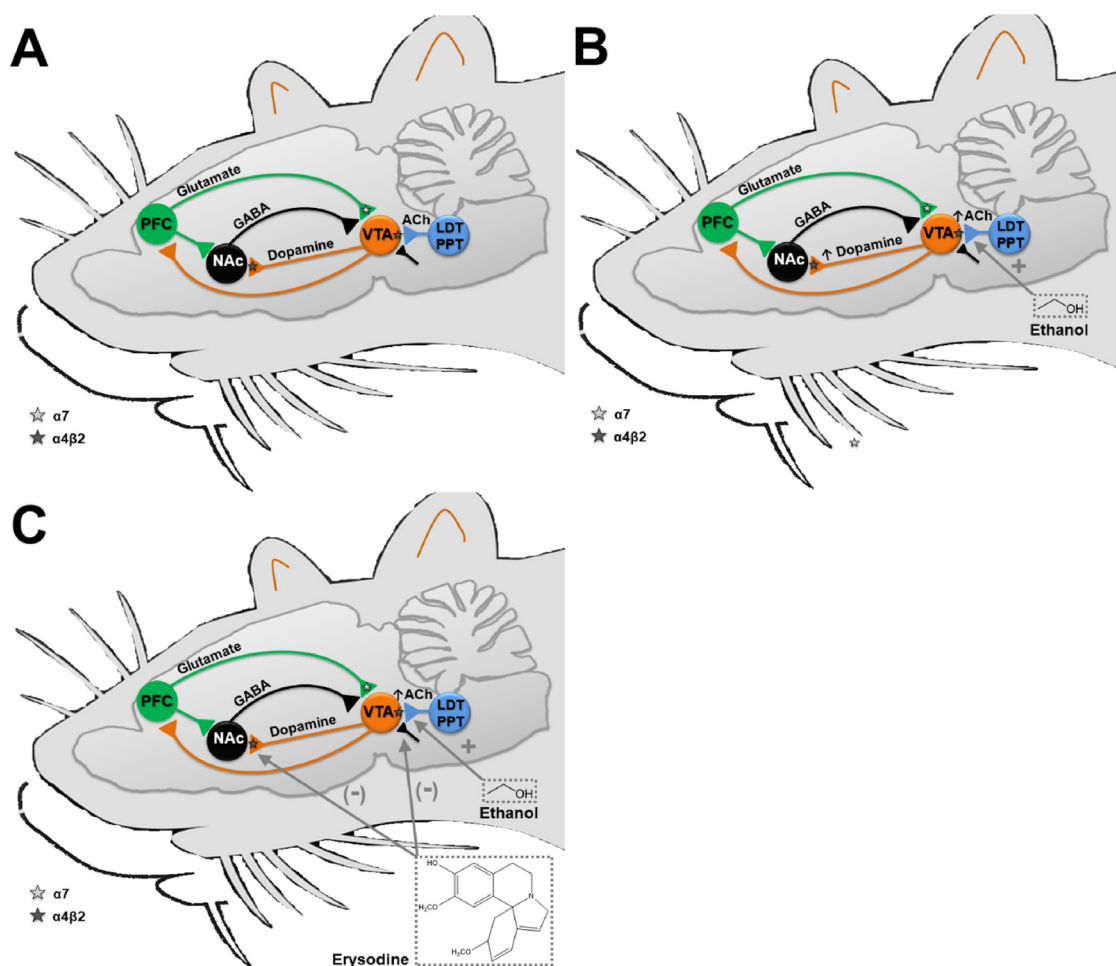 A
Glutamate
PFC
GABA
ACh
VTA
LDT
PPT
NAc
Dopamine
α7
α4β2
B
Glutamate
PFC
GABA
↑ACh
VTA
LDT
PPT
NAc
↑ Dopamine
+
OH
Ethanol
α7
α4β2
C
Glutamate
PFC
GABA
↑ACh
VTA
LDT
PPT
NAc
Dopamine
+
(-)
(-)
OH
Ethanol
HO
N
H₃CO
H₃CO
Erysodine
α7
α4β2